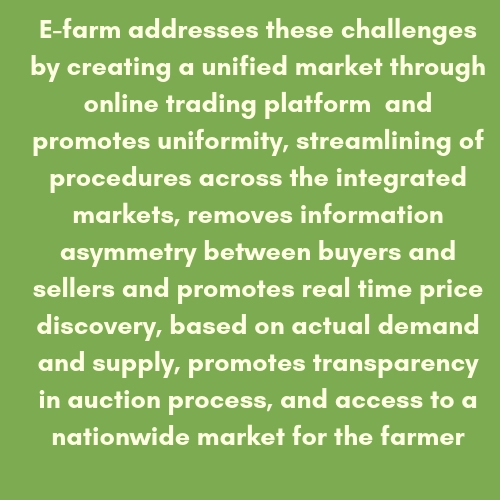 E-farm addresses these challenges
by creating a unified market through
online trading platform  and
promotes uniformity, streamlining of
procedures across the integrated
markets, removes information
asymmetry between buyers and
sellers and promotes real time price
discovery, based on actual demand
and supply, promotes transparency
in auction process, and access to a
nationwide market for the farmer